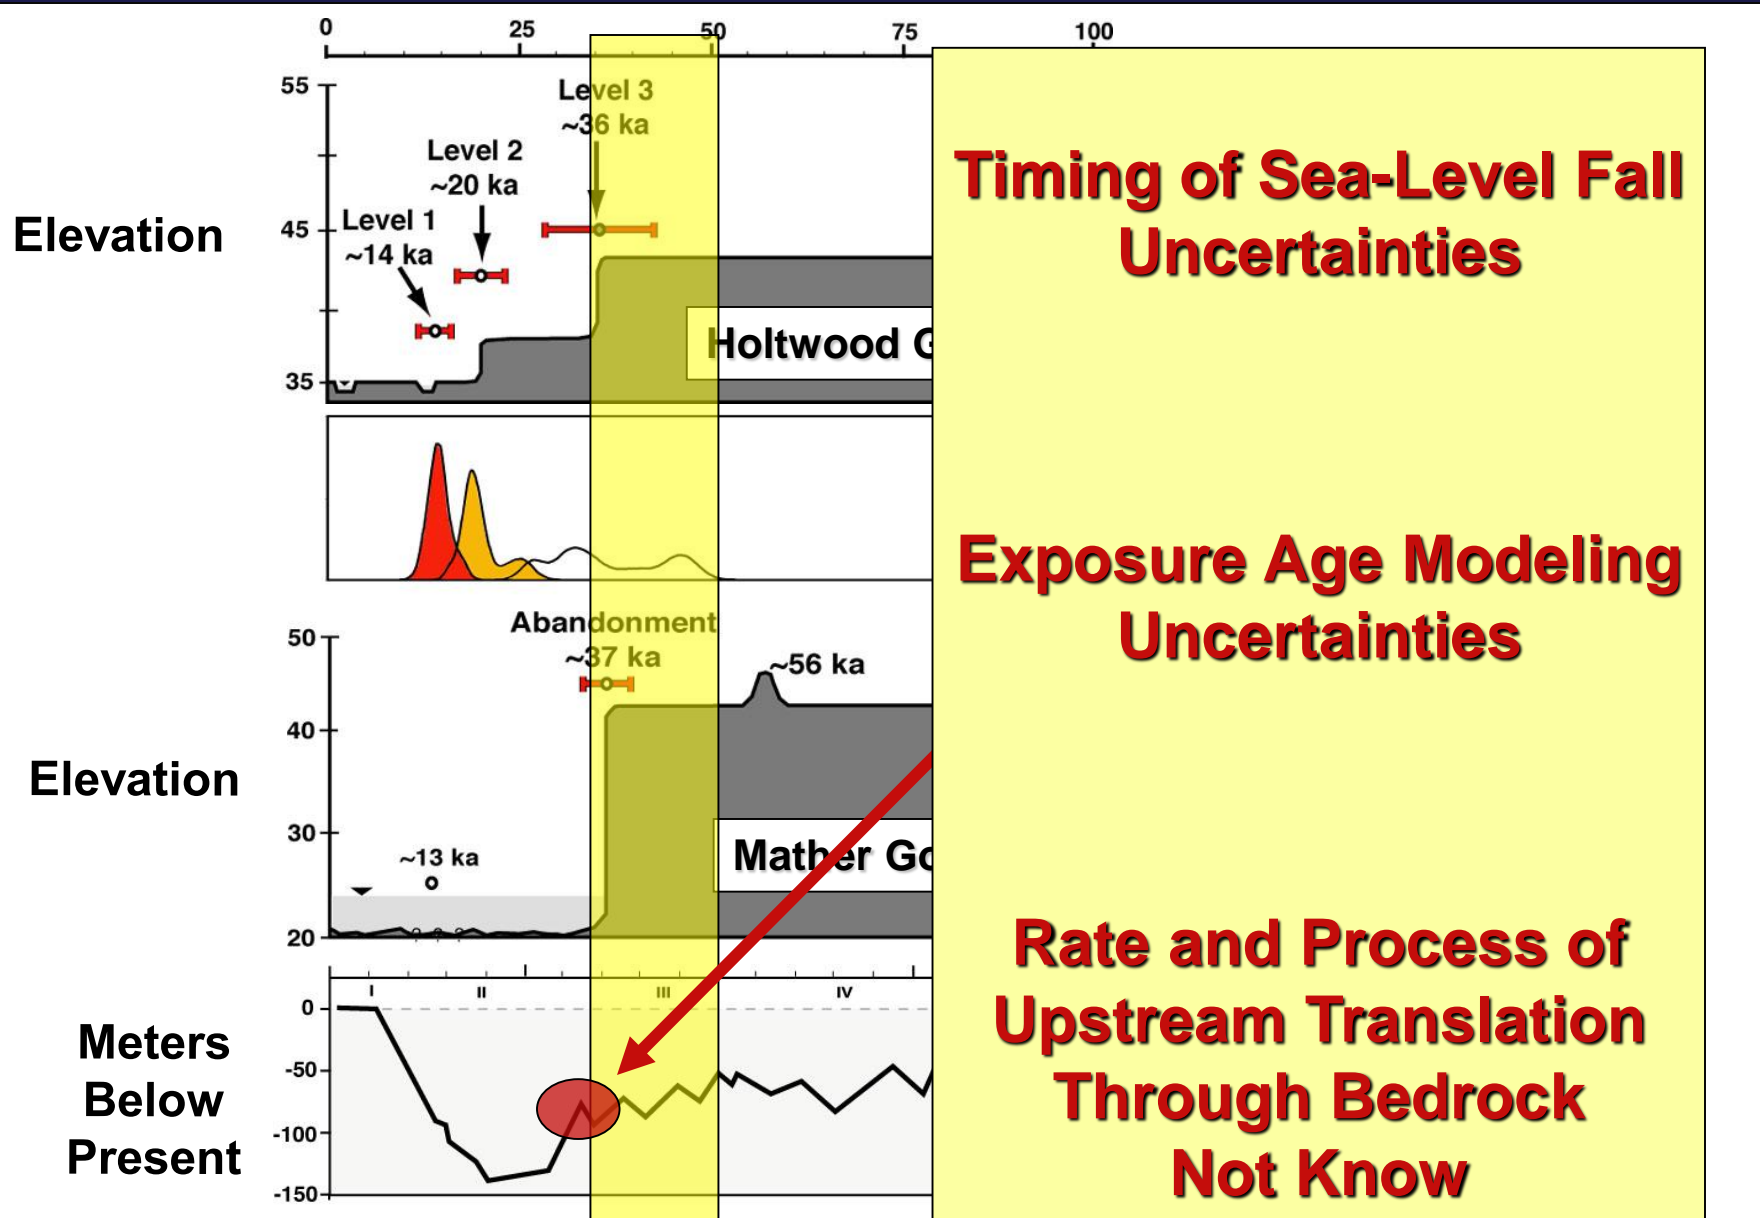 0 25 50 75 100
55
45
35
Elevation
Level 3
~36 ka
Level 2
~20 ka
Level 1
~14 ka
Holtwood G
Elevation
50
40
30
20
Abandonment
~37 ka
~56 ka
~13 ka
Mather Go
Meters
Below
Present
0
-50
-100
-150
I II III IV
Timing of Sea-Level Fall
Uncertainties
Exposure Age Modeling
Uncertainties
Rate and Process of
Upstream Translation
Through Bedrock
Not Know